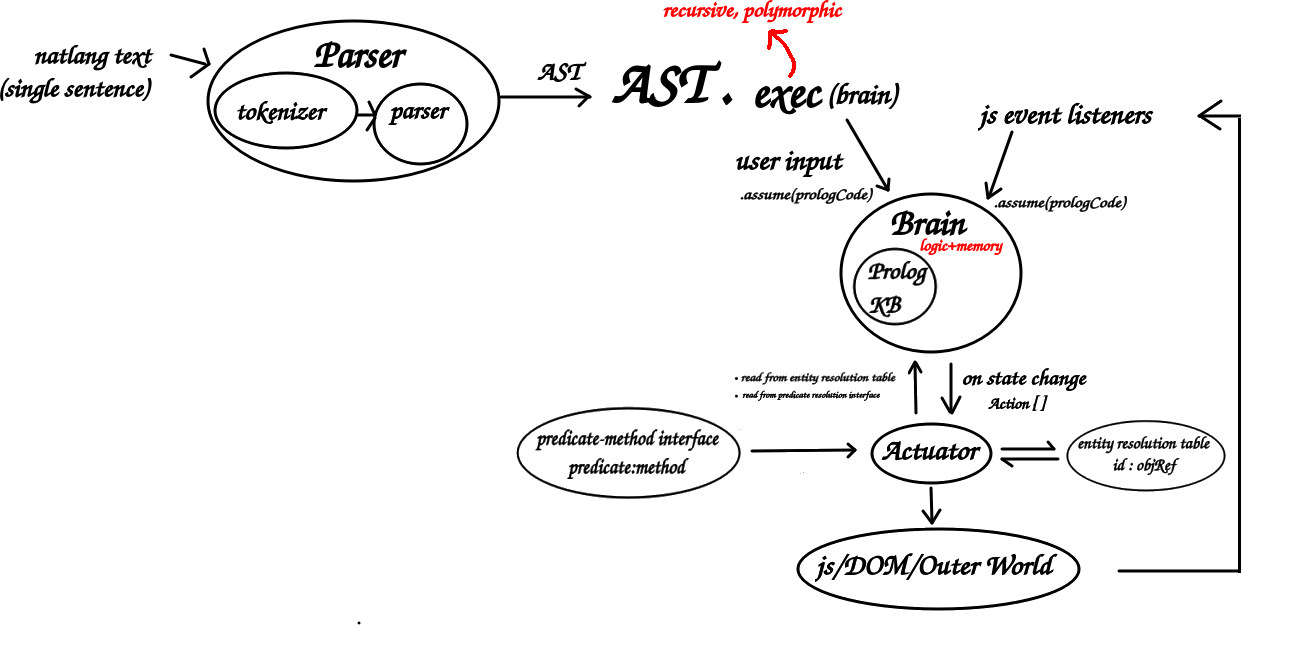 recursive, polymorphic
natlang text
(single sentence)
Parser
tokenizer
parser
AST
AST. exec (brain)
js event listeners
user input
.assume(prologCode)
.assume(prologCode)
Brain
logic+memory
Prolog
KB
• read from entity resolution table
• read from predicate resolution interface
on state change
Action [ ]
predicate-method interface
predicate:method
Actuator
entity resolution table
id : objRef
js/DOM/Outer World